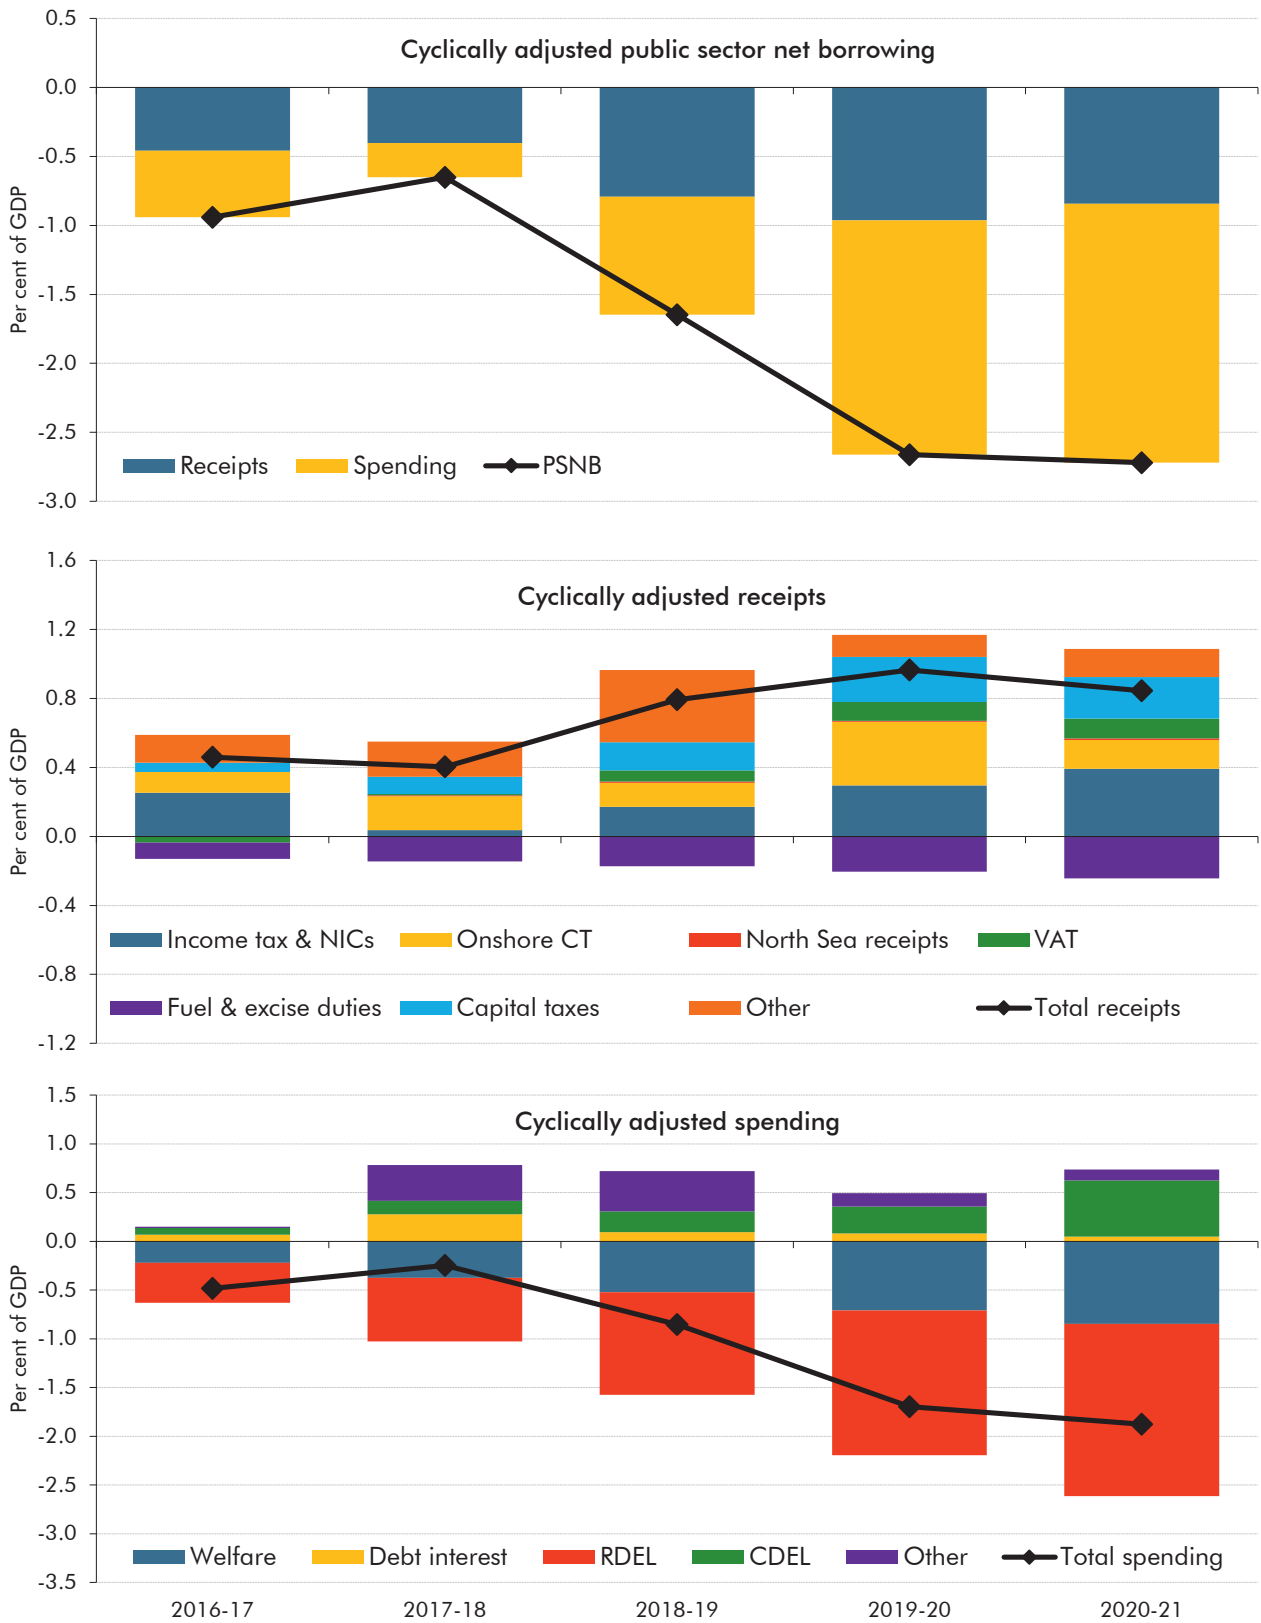 Cyclically adjusted public sector net borrowing
0.5
0.0
-0.5
-1.0
-1.5
-2.0
-2.5
-3.0
Per cent of GDP
Receipts Spending PSNB
Cyclically adjusted receipts
1.6
1.2
0.8
0.4
0.0
-0.4
-0.8
-1.2
Per cent of GDP
Income tax & NICs Onshore CT North Sea receipts VAT
Fuel & excise duties Capital taxes Other Total receipts
Cyclically adjusted spending
1.5
1.0
0.5
0.0
-0.5
-1.0
-1.5
-2.0
-2.5
-3.0
-3.5
Per cent of GDP
Welfare Debt interest RDEL CDEL Other Total spending
2016-17 2017-18 2018-19 2019-20 2020-21